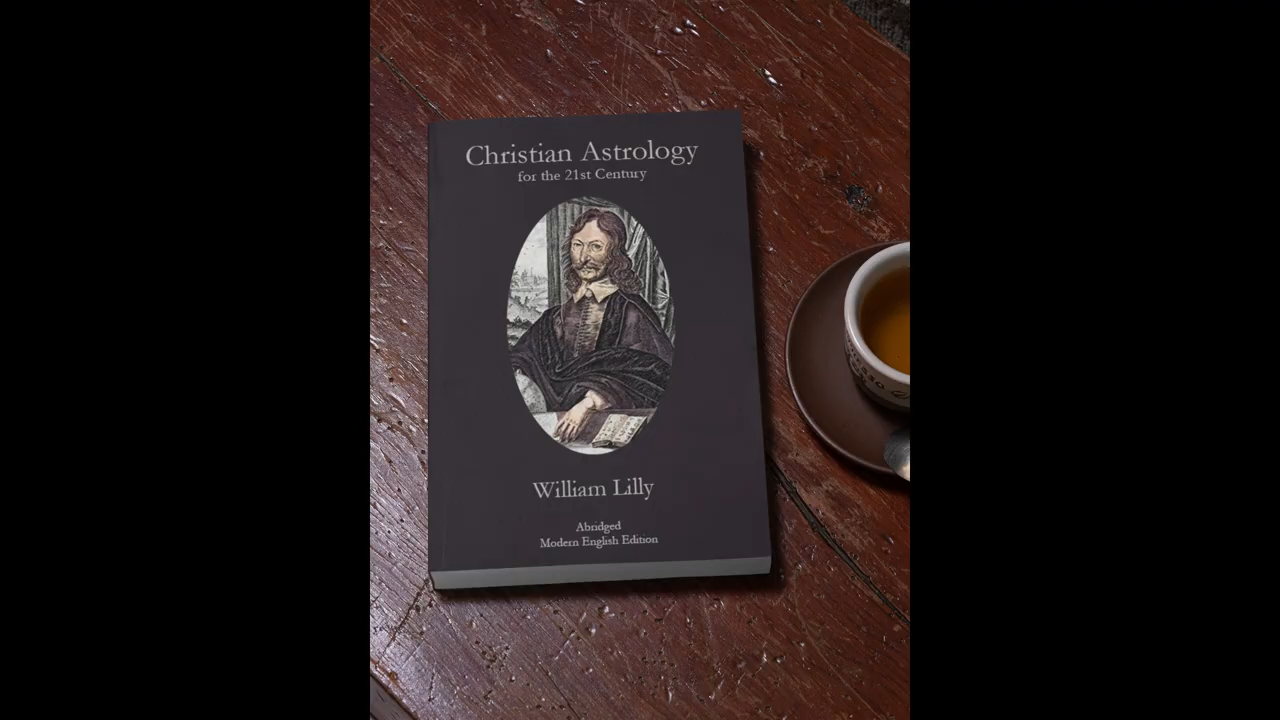 Christian Astrology
for the 21st Century
William Lilly
Abridged
Modern English Edition